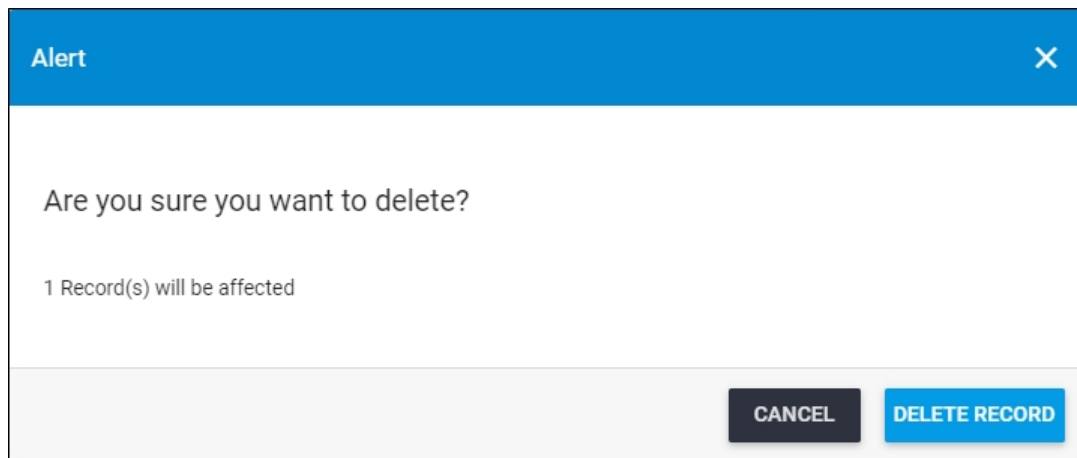 Alert
Are you sure you want to delete?
1 Record(s) will be affected
CANCEL
DELETE RECORD